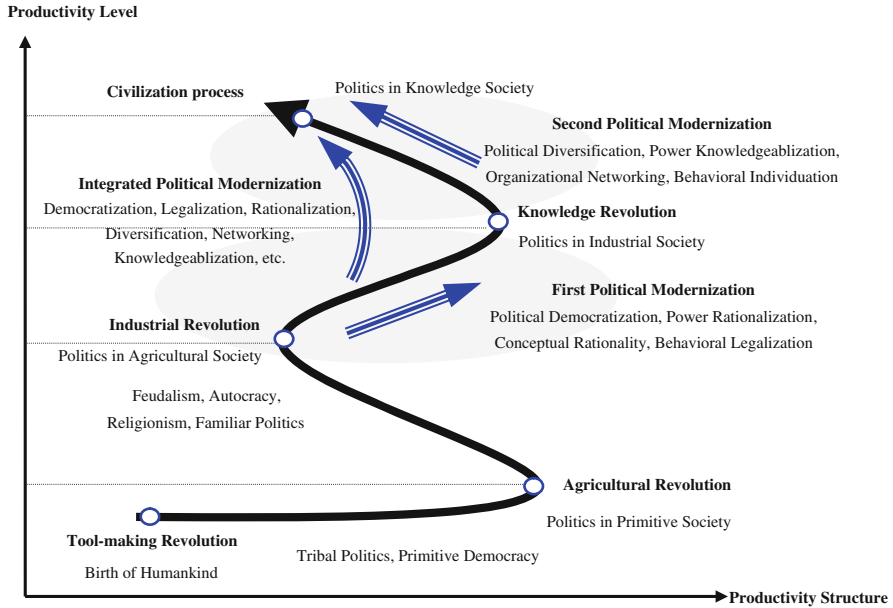 Productivity Level
Civilization process
Politics in Knowledge Society
Second Political Modernization
Political Diversification, Power Knowledgeablization,
Organizational Networking, Behavioral Individuation
Integrated Political Modernization
Democratization, Legalization, Rationalization,
Diversification, Networking,
Knowledgeablization, etc.
Knowledge Revolution
Politics in Industrial Society
First Political Modernization
Political Democratization, Power Rationalization,
Conceptual Rationality, Behavioral Legalization
Industrial Revolution
Politics in Agricultural Society
Feudalism, Autocracy,
Religionism, Familiar Politics
Agricultural Revolution
Politics in Primitive Society
Tool-making Revolution
Birth of Humankind
Tribal Politics, Primitive Democracy
Productivity Structure